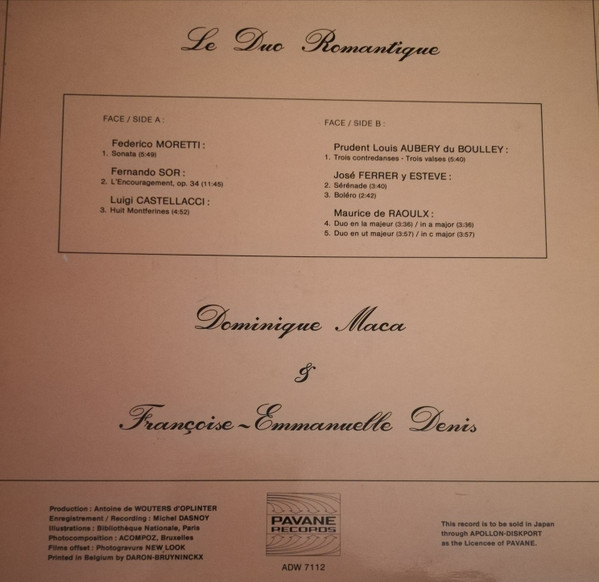 Le Duo Romantique
FACE / SIDE A :
Federico MORETTI :
1. Sonata (5:49)
Fernando SOR :
2. L'Encouragement, op. 34 (11:45)
Luigi CASTELLACCI :
3. Huit Montferines (4:52)
FACE / SIDE B :
Prudent Louis AUBERY du BOULLEY :
1. Trois contredanses - Trois valses (5:40)
José FERRER y ESTEVE :
2. Sérénade (3:40)
3. Boléro (2:42)
Maurice de RAOULX :
4. Duo en la majeur (3:36) / in a major (3:36)
5. Duo en ut majeur (3:57) / in c major (3:57)
Dominique Maca
&
Françoise~Emmanuelle Denis
Production : Antoine de WOUTERS d'OPLINTER
Enregistrement / Recording : Michel DASNOY
Illustrations : Bibliothèque Nationale, Paris
Photocomposition : ACOMPOZ, Bruxelles
Films offset : Photogravure NEW LOOK
Printed in Belgium by DARON-BRUYNINCKX
PAVANE
RECORDS
ADW 7112
This record is to be sold in Japan
through APOLLON-DISKPORT
as the Licencee of PAVANE.